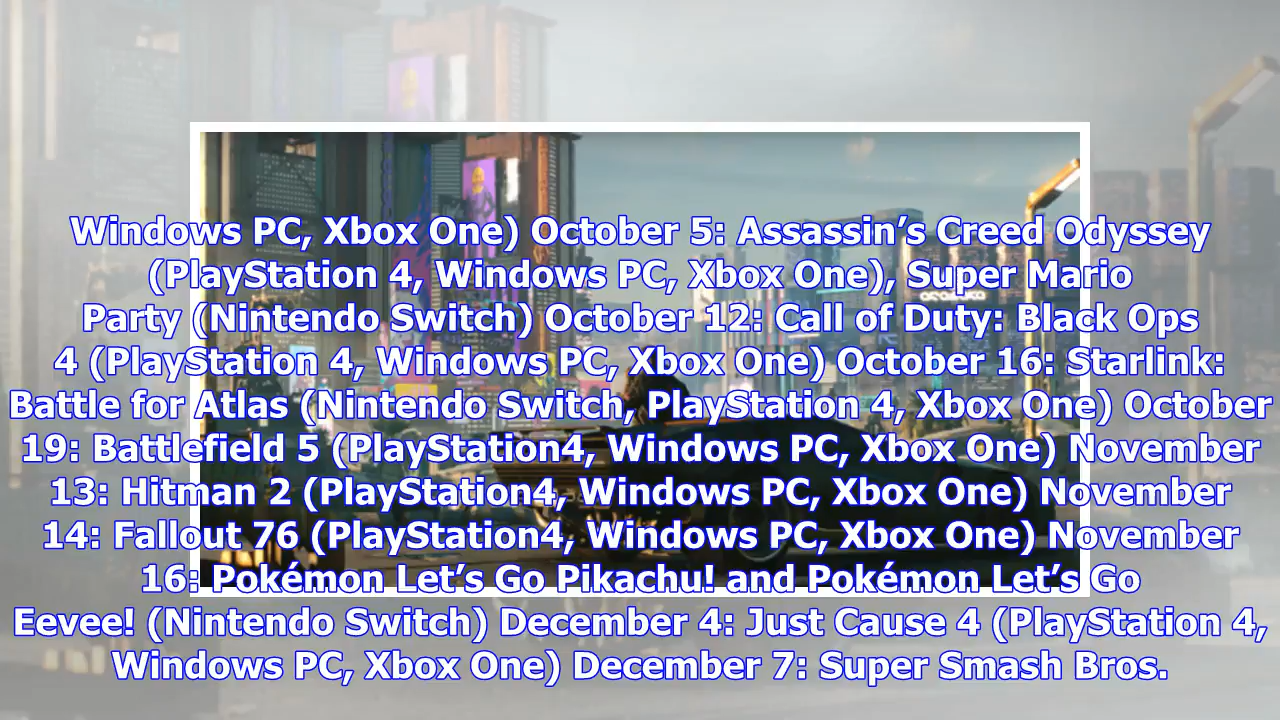 Windows PC, Xbox One) October 5: Assassin’s Creed Odyssey
(PlayStation 4, Windows PC, Xbox One), Super Mario
Party (Nintendo Switch) October 12: Call of Duty: Black Ops
4 (PlayStation 4, Windows PC, Xbox One) October 16: Starlink:
Battle for Atlas (Nintendo Switch, PlayStation 4, Xbox One) October
19: Battlefield 5 (PlayStation4, Windows PC, Xbox One) November
13: Hitman 2 (PlayStation4, Windows PC, Xbox One) November
14: Fallout 76 (PlayStation4, Windows PC, Xbox One) November
16: Pokémon Let’s Go Pikachu! and Pokémon Let’s Go
Eevee! (Nintendo Switch) December 4: Just Cause 4 (PlayStation 4,
Windows PC, Xbox One) December 7: Super Smash Bros.